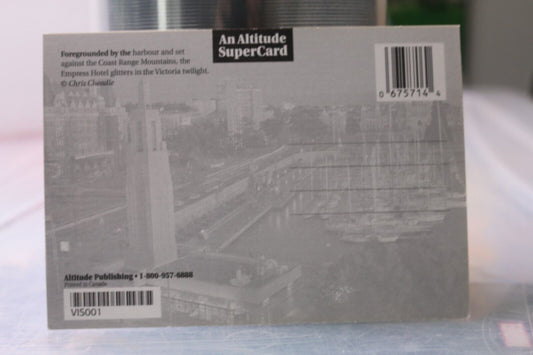 An Altitude
SuperCard
Foregrounded by the harbour and set
against the Coast Range Mountains, the
Empress Hotel glitters in the Victoria twilight.
© Chris Cheadle
0 675714 4
Altitude Publishing • 1-800-957-6888
Printed in Canada
VIS001